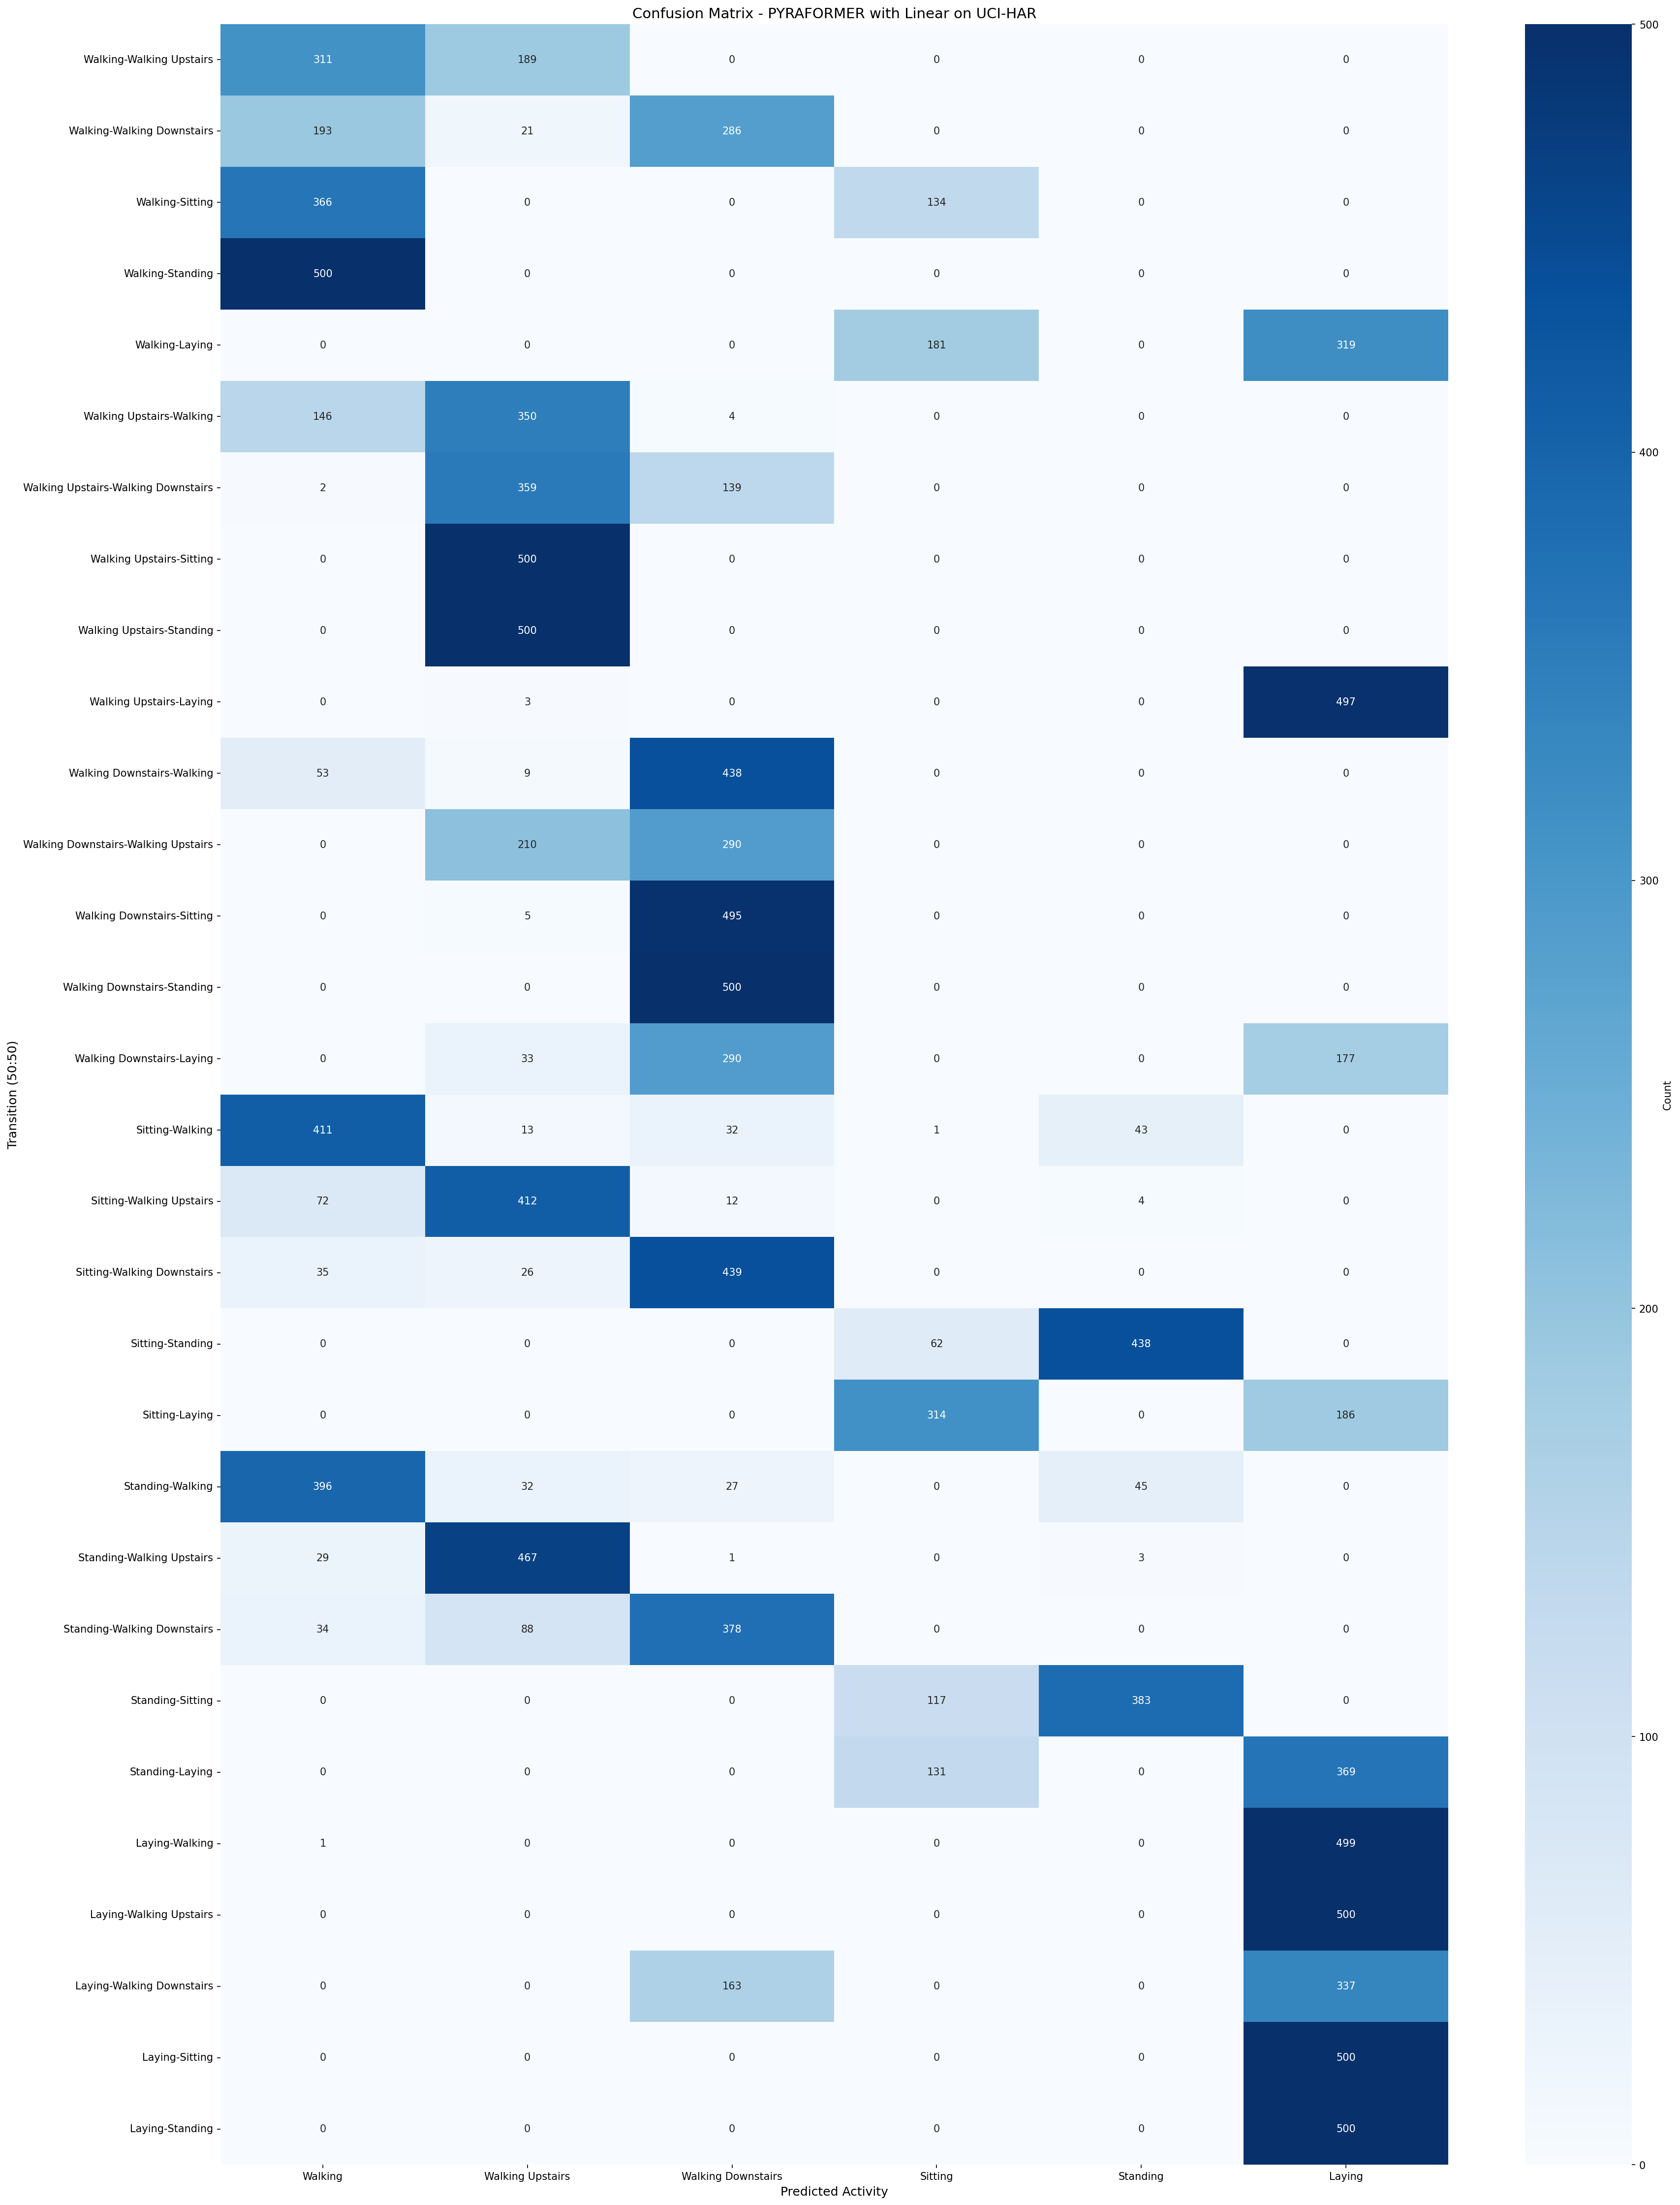 Confusion Matrix - PYRAFORMER with Linear on UCI-HAR
Transition (50:50)
Walking-Walking Upstairs 311 189 0 0 0 0
Walking-Walking Downstairs 193 21 286 0 0 0
Walking-Sitting 366 0 0 134 0 0
Walking-Standing 500 0 0 0 0 0
Walking-Laying 0 0 0 181 0 319
Walking Upstairs-Walking 146 350 4 0 0 0
Walking Upstairs-Walking Downstairs 2 359 139 0 0 0
Walking Upstairs-Sitting 0 500 0 0 0 0
Walking Upstairs-Standing 0 500 0 0 0 0
Walking Upstairs-Laying 0 3 0 0 0 497
Walking Downstairs-Walking 53 9 438 0 0 0
Walking Downstairs-Walking Upstairs 0 210 290 0 0 0
Walking Downstairs-Sitting 0 5 495 0 0 0
Walking Downstairs-Standing 0 0 500 0 0 0
Walking Downstairs-Laying 0 33 290 0 0 177
Sitting-Walking 411 13 32 1 43 0
Sitting-Walking Upstairs 72 412 12 0 4 0
Sitting-Walking Downstairs 35 26 439 0 0 0
Sitting-Standing 0 0 0 62 438 0
Sitting-Laying 0 0 0 314 0 186
Standing-Walking 396 32 27 0 45 0
Standing-Walking Upstairs 29 467 1 0 3 0
Standing-Walking Downstairs 34 88 378 0 0 0
Standing-Sitting 0 0 0 117 383 0
Standing-Laying 0 0 0 131 0 369
Laying-Walking 1 0 0 0 0 499
Laying-Walking Upstairs 0 0 0 0 0 500
Laying-Walking Downstairs 0 0 163 0 0 337
Laying-Sitting 0 0 0 0 0 500
Laying-Standing 0 0 0 0 0 500
Walking Walking Upstairs Walking Downstairs Sitting Standing Laying
Predicted Activity
500
400
300
200
100
0
Count